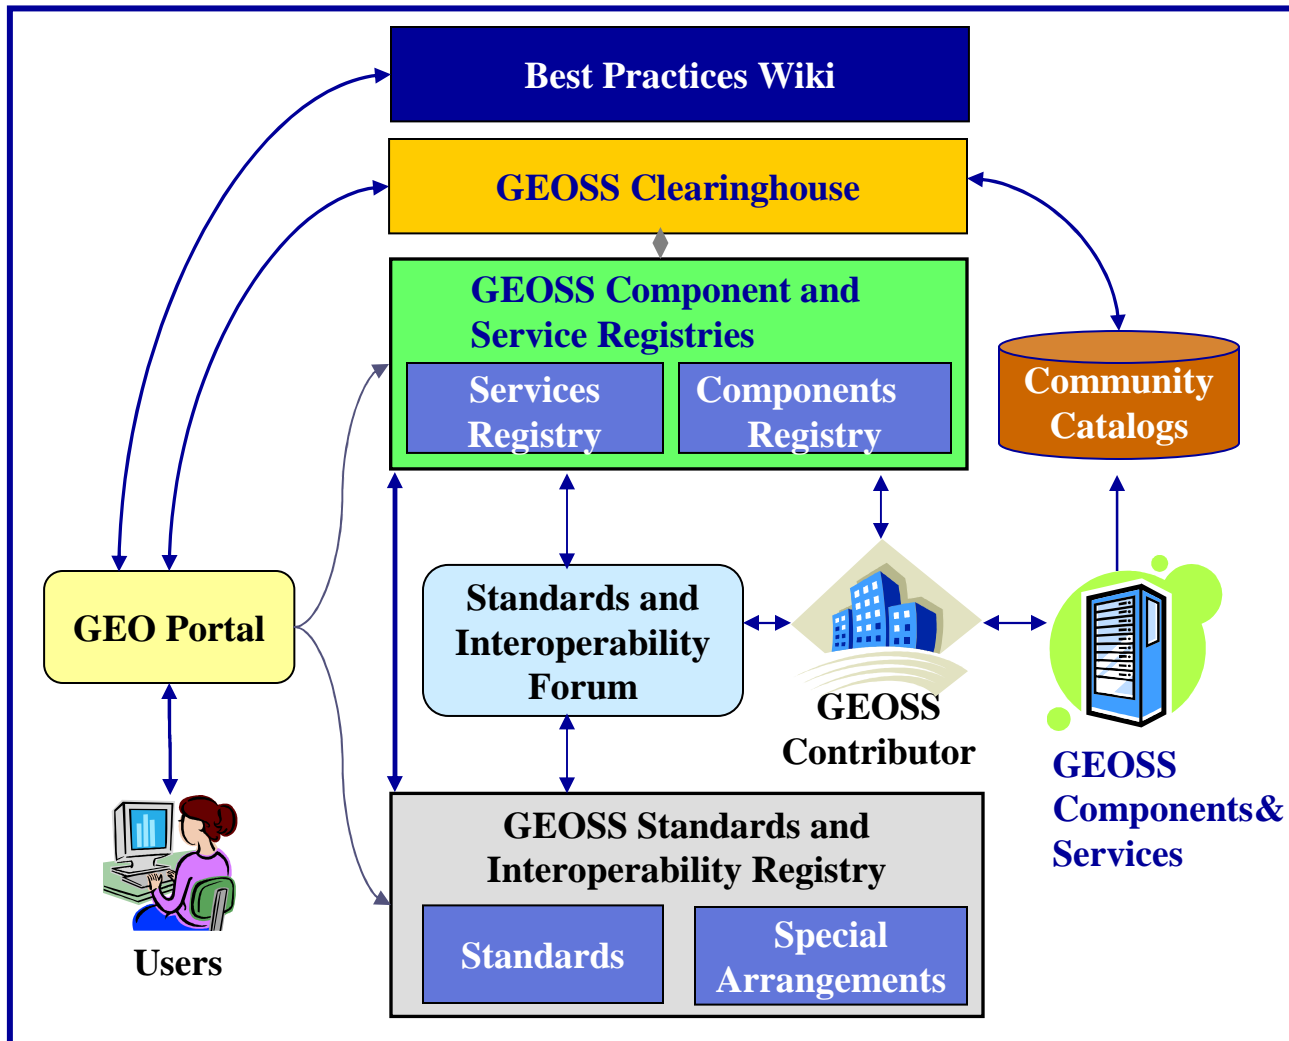 Best Practices Wiki
GEOSS Clearinghouse
GEOSS Component and
Service Registries
Services
Registry
Components
Registry
Community
Catalogs
GEO Portal
Standards and
Interoperability
Forum
GEOSS
Contributor
GEOSS
Components&
Services
Users
GEOSS Standards and
Interoperability Registry
Standards
Special
Arrangements